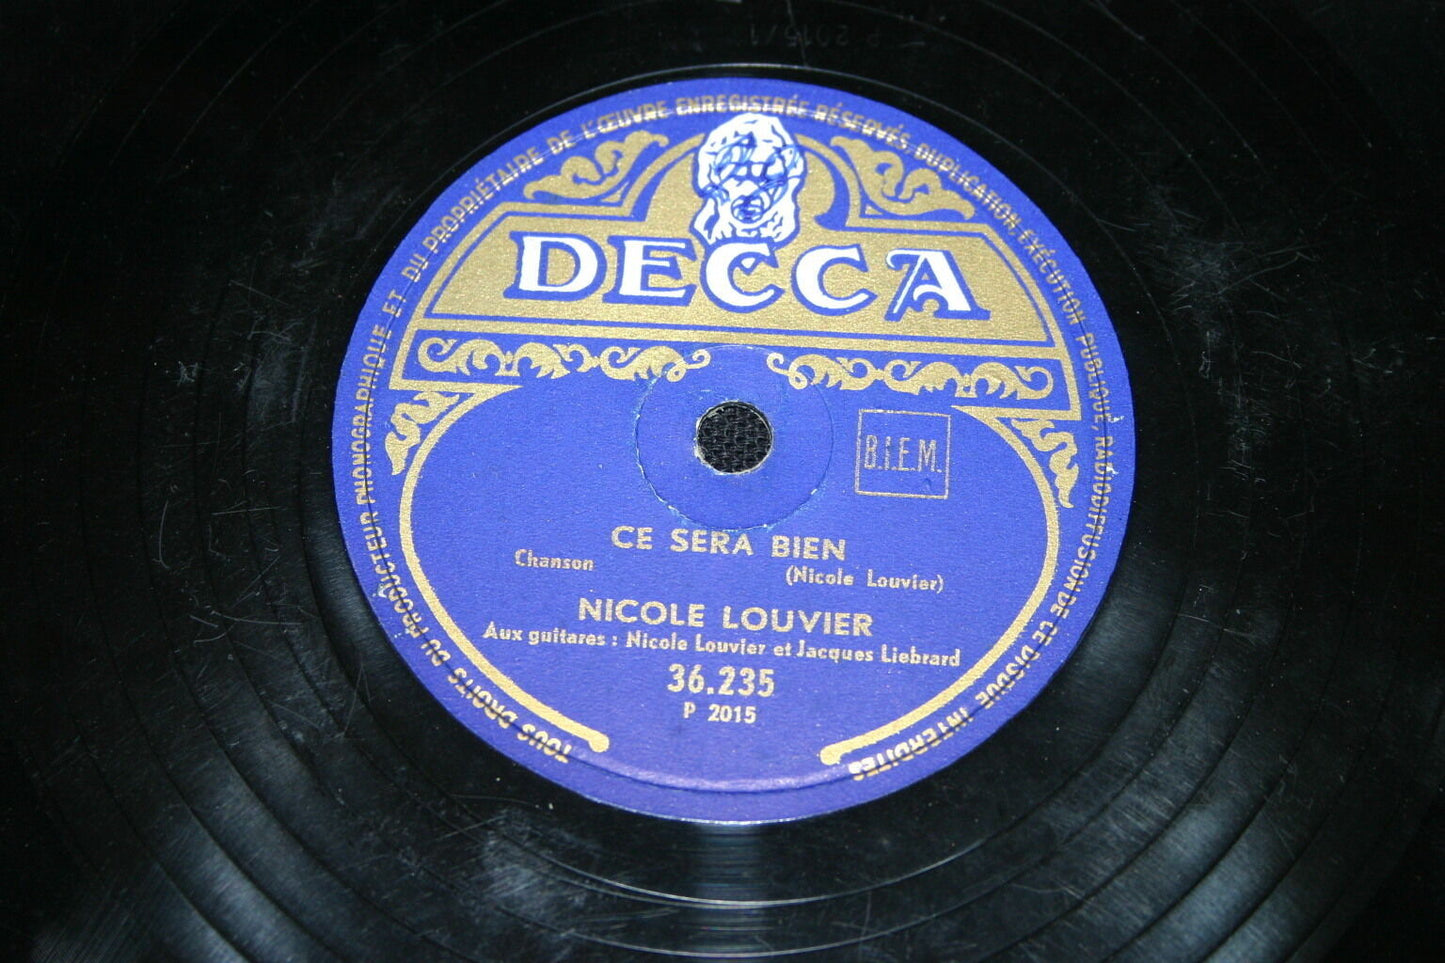 P 2015/1
TOUS DROITS DU PRODUCTEUR PHONOGRAPHIQUE ET DU PROPRIÉTAIRE DE L'ŒUVRE ENREGISTRÉE RÉSERVÉS DUPLICATION EXÉCUTION PUBLIQUE, RADIODIFFUSION DE CE DISQUE INTERDITES
DECCA
B.I.E.M.
CE SERA BIEN
Chanson
(Nicole Louvier)
NICOLE LOUVIER
Aux guitares : Nicole Louvier et Jacques Liebrard
36.235
P 2015